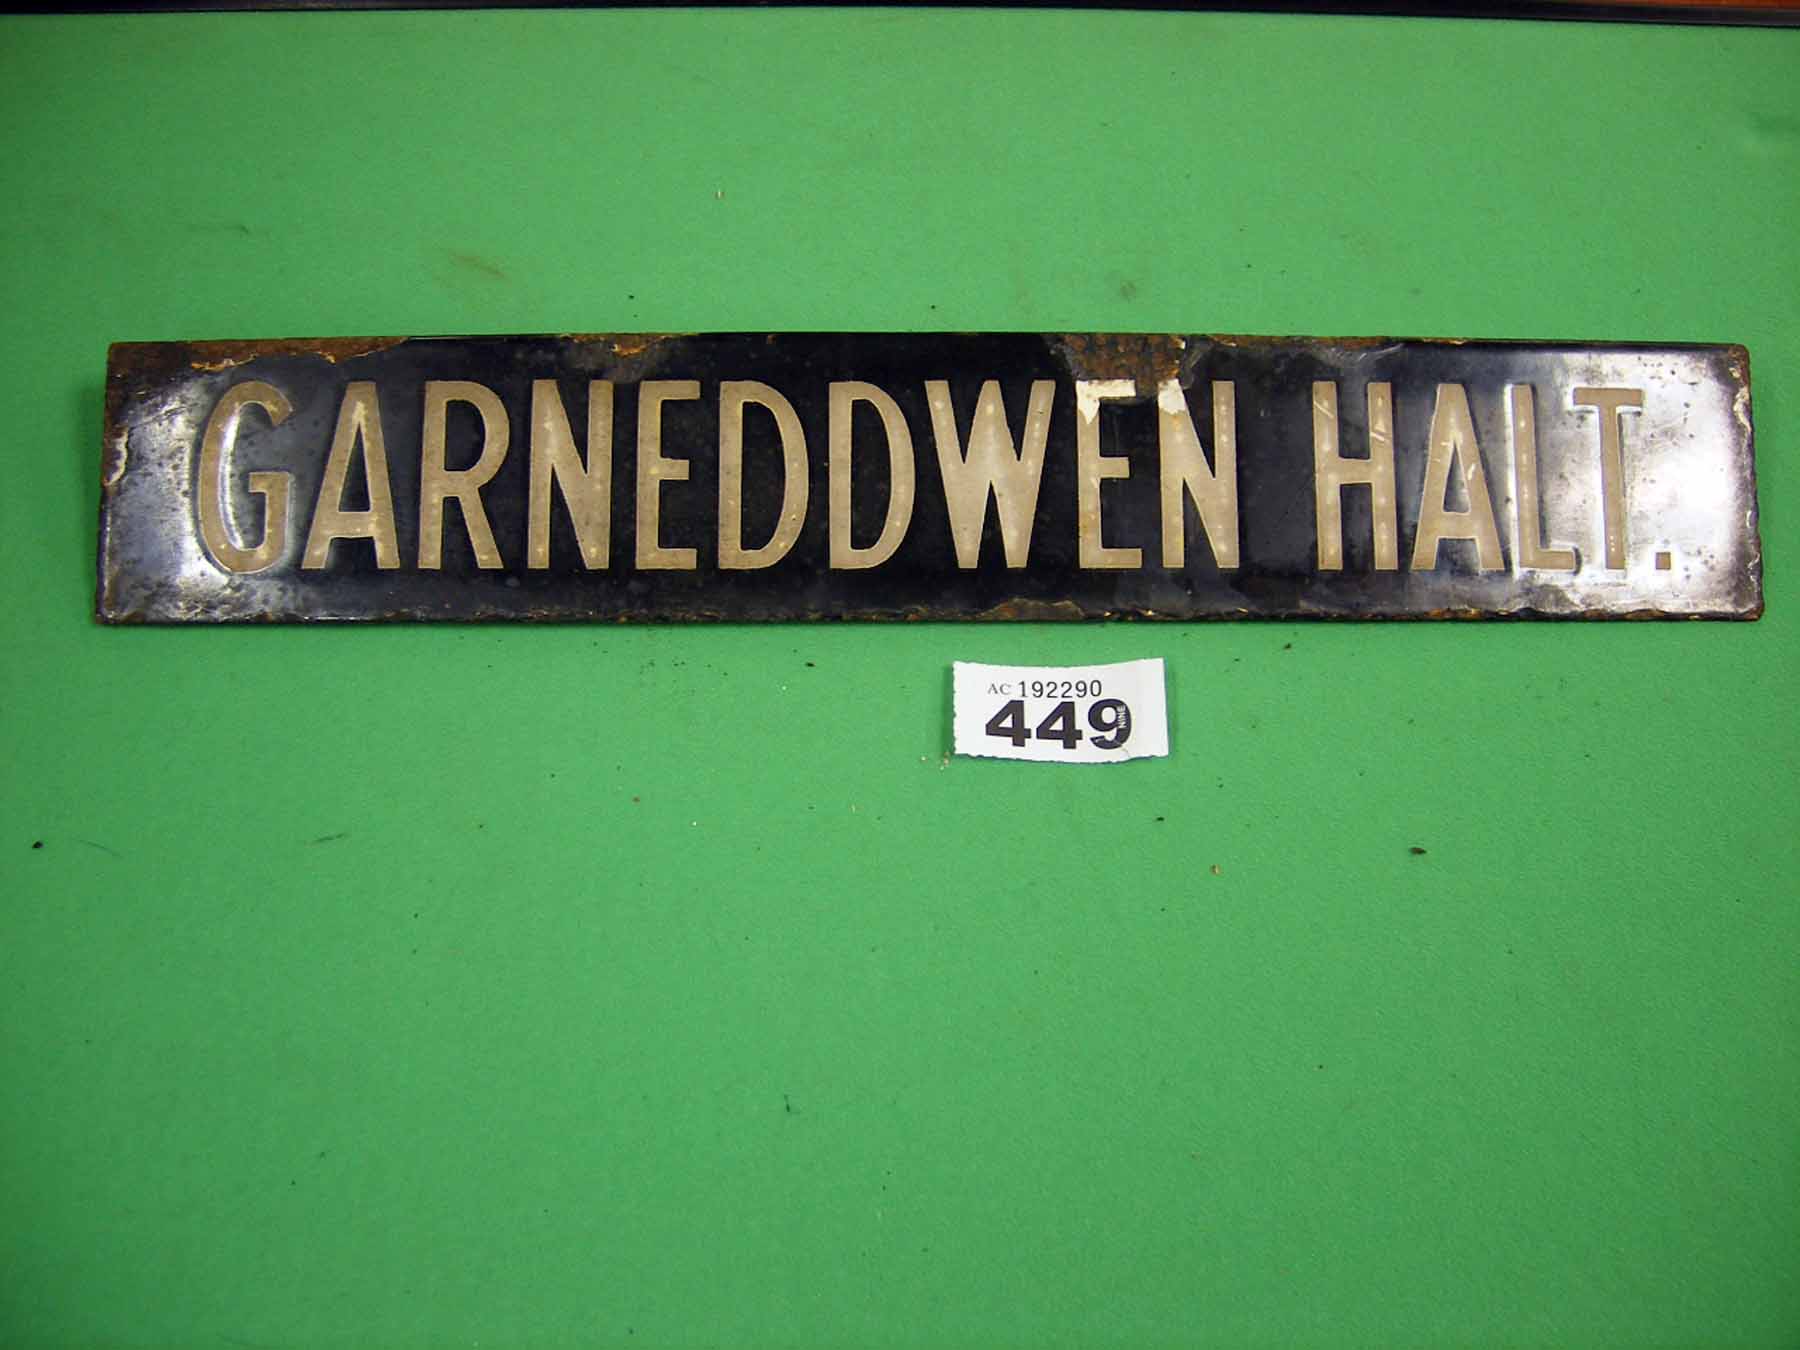 GARNEDDWEN HALT.
AC 192290
449
NINE